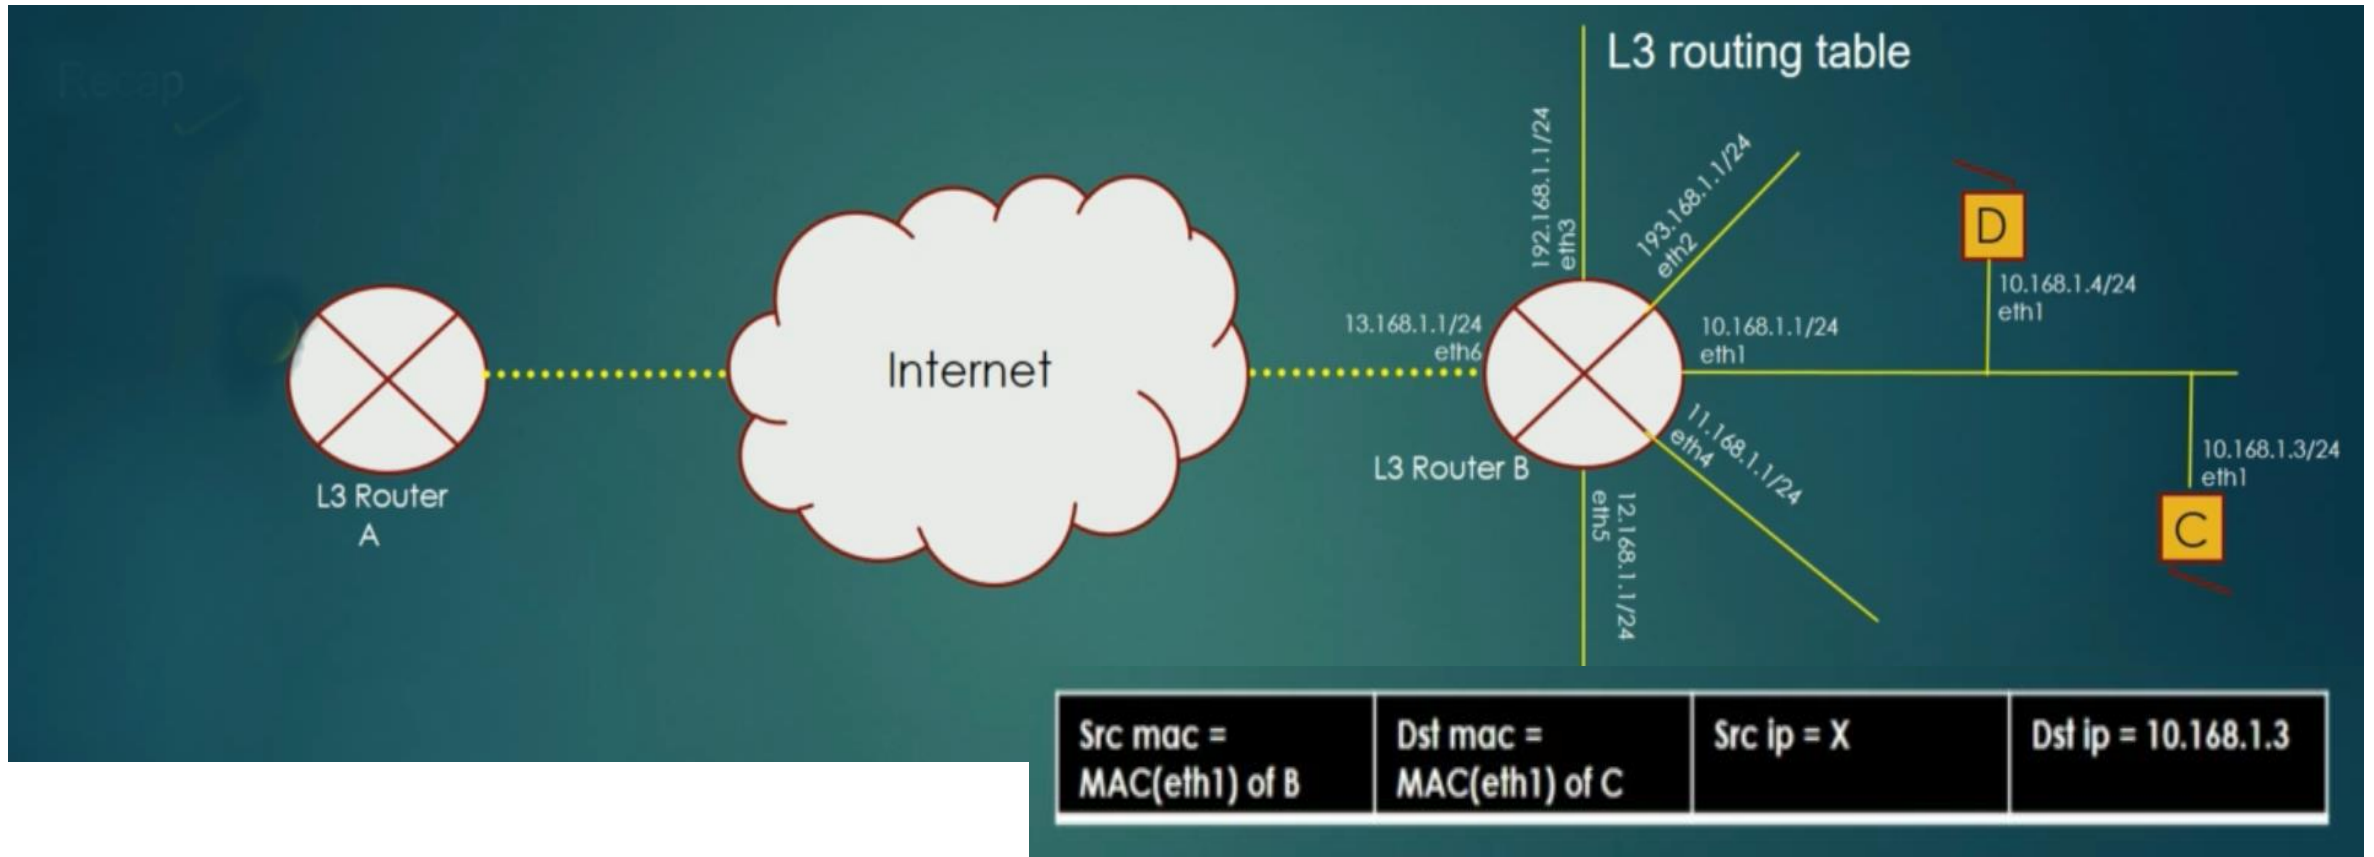 Recap
L3 routing table
192.168.1.1/24
eth3
193.168.1.1/24
eth2
D
10.168.1.4/24
eth1
13.168.1.1/24
eth6
10.168.1.1/24
eth1
Internet
L3 Router
A
L3 Router B
11.168.1.1/24
eth4
12.168.1.1/24
eth5
10.168.1.3/24
eth1
C
Src mac =
MAC(eth1) of B
Dst mac =
MAC(eth1) of C
Src ip = X
Dst ip = 10.168.1.3